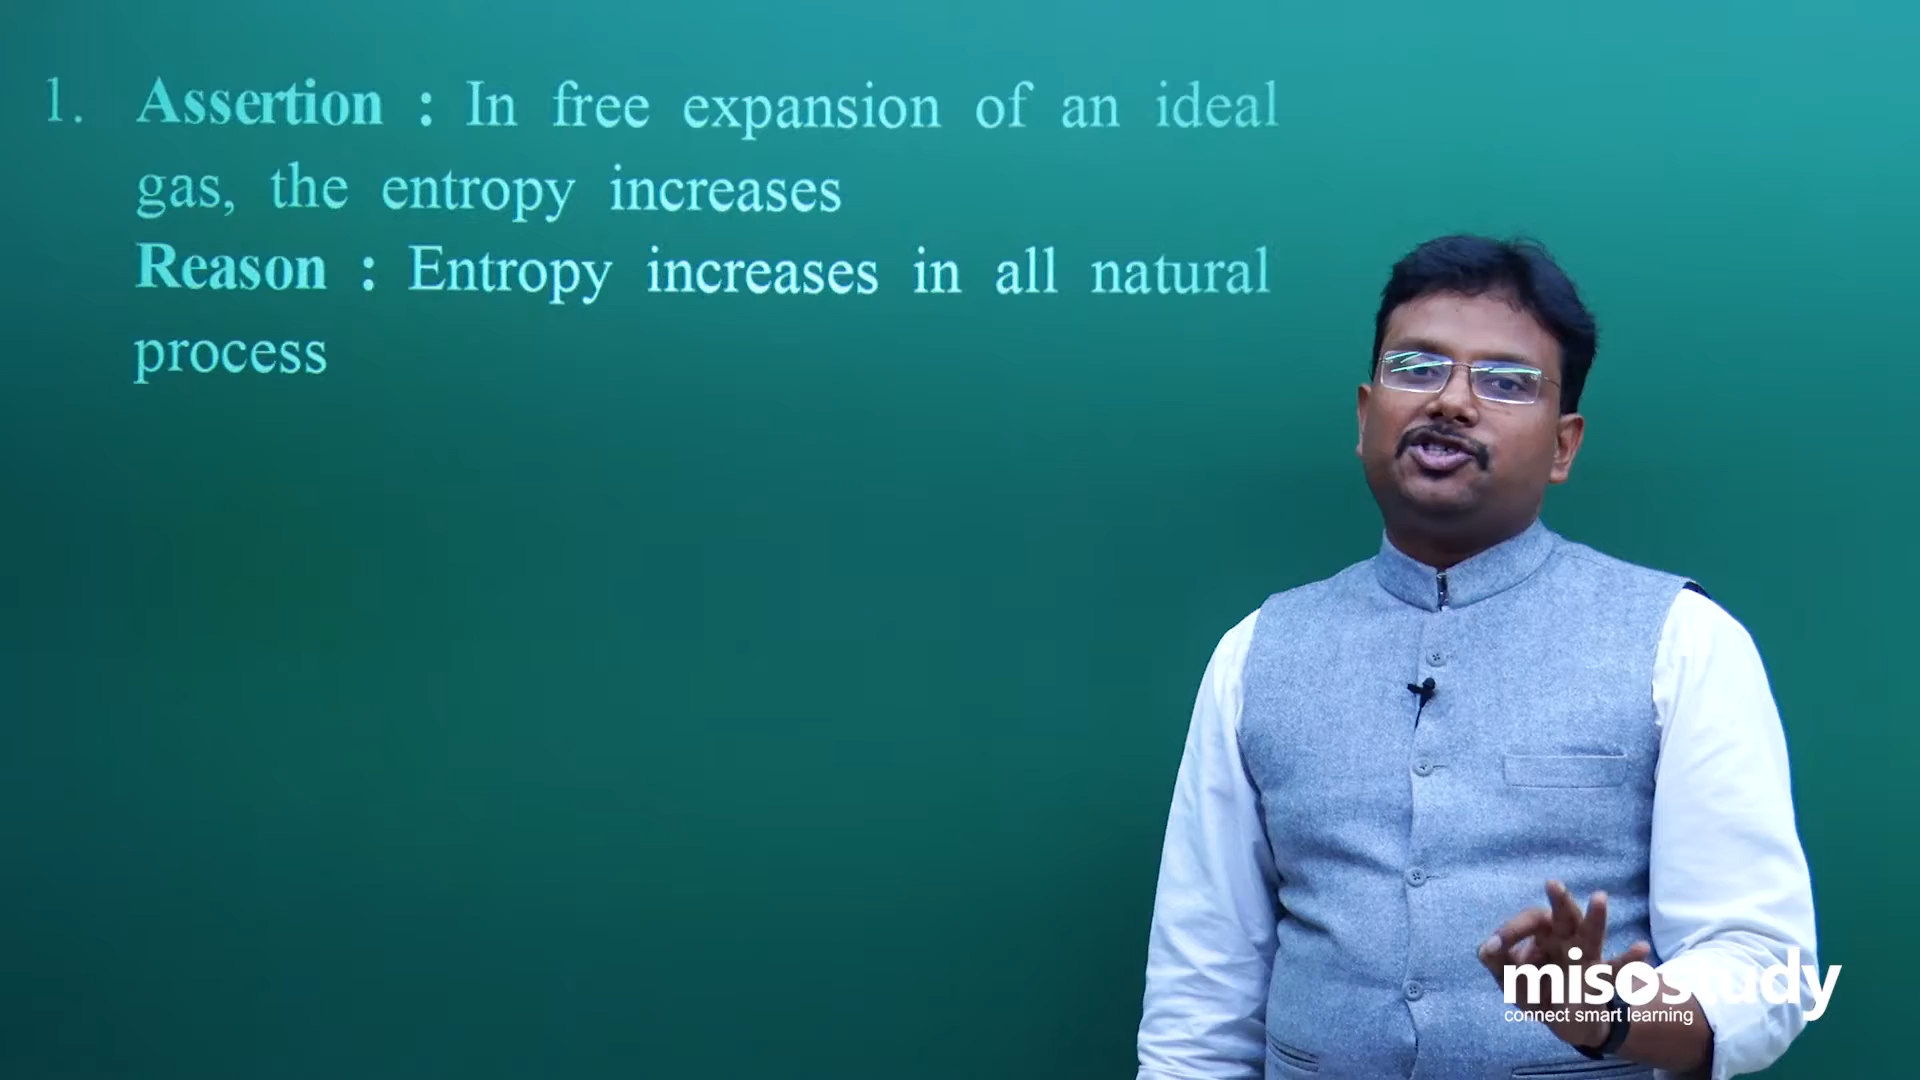 1. Assertion : In free expansion of an ideal
gas, the entropy increases
Reason : Entropy increases in all natural
process
misostudy
connect smart learning